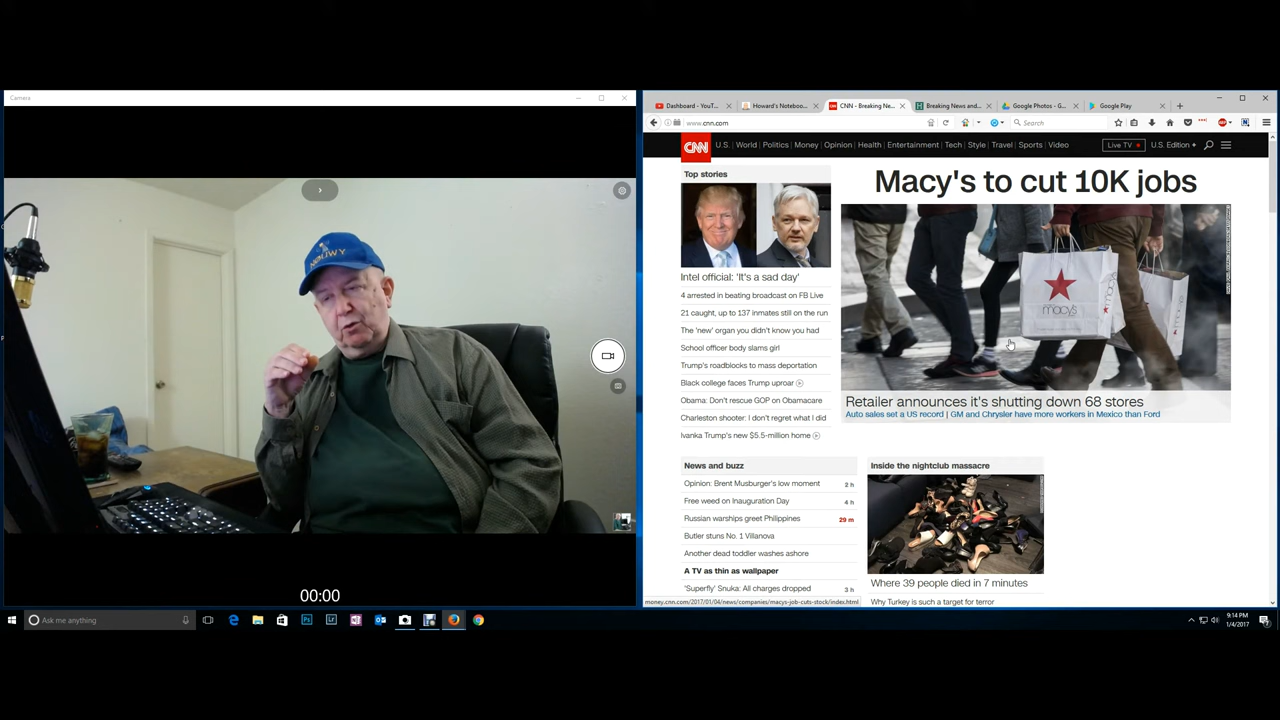 Camera
NØUWY
00:00
Dashboard - YouT...
Howard's Noteboo...
CNN - Breaking Ne...
Breaking News and...
Google Photos - G...
Google Play
www.cnn.com
Search
CNN
U.S.
World
Politics
Money
Opinion
Health
Entertainment
Tech
Style
Travel
Sports
Video
Live TV
U.S. Edition
Top stories
Intel official: 'It's a sad day'
4 arrested in beating broadcast on FB Live
21 caught, up to 137 inmates still on the run
The 'new' organ you didn't know you had
School officer body slams girl
Trump's roadblocks to mass deportation
Black college faces Trump uproar
Obama: Don't rescue GOP on Obamacare
Charleston shooter: I don't regret what I did
Ivanka Trump's new $5.5-million home
Macy's to cut 10K jobs
macy's
Retailer announces it's shutting down 68 stores
Auto sales set a US record | GM and Chrysler have more workers in Mexico than Ford
News and buzz
Opinion: Brent Musburger's low moment 2 h
Free weed on Inauguration Day 4 h
Russian warships greet Philippines 29 m
Butler stuns No. 1 Villanova
Another dead toddler washes ashore
A TV as thin as wallpaper
'Superfly' Snuka: All charges dropped 3 h
Inside the nightclub massacre
Where 39 people died in 7 minutes
Why Turkey is such a target for terror
money.cnn.com/2017/01/04/news/companies/macys-job-cuts-stock/index.html
Ask me anything
9:14 PM
1/4/2017